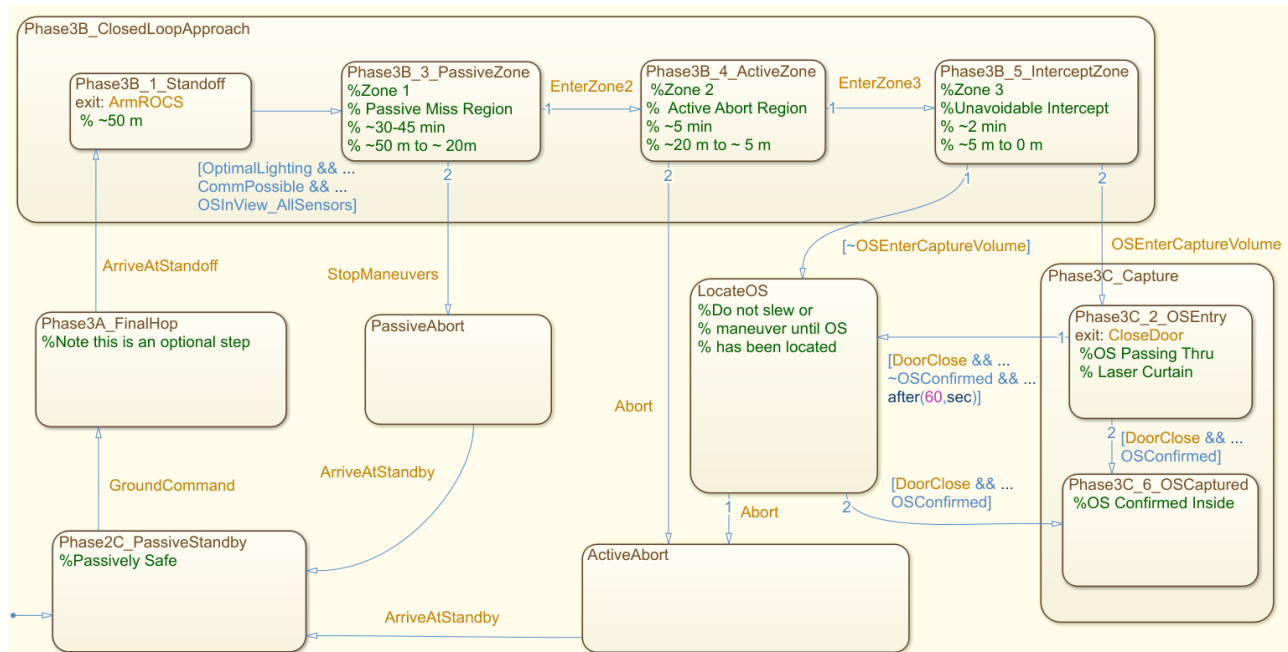 Phase3B_ClosedLoopApproach
Phase3B_1_Standoff
exit: ArmROCS
% ~50 m
Phase3B_3_PassiveZone
%Zone 1
% Passive Miss Region
% ~30-45 min
% ~50 m to ~ 20m
EnterZone2
1
Phase3B_4_ActiveZone
%Zone 2
% Active Abort Region
% ~5 min
% ~20 m to ~ 5 m
EnterZone3
1
Phase3B_5_InterceptZone
%Zone 3
%Unavoidable Intercept
% ~2 min
% ~5 m to 0 m
[OptimalLighting && ...
CommPossible && ...
OSInView_AllSensors]
2
2
1
2
ArriveAtStandoff
StopManeuvers
[~OSEnterCaptureVolume]
OSEnterCaptureVolume
Phase3A_FinalHop
%Note this is an optional step
PassiveAbort
LocateOS
%Do not slew or
% maneuver until OS
% has been located
Phase3C_Capture
Phase3C_2_OSEntry
exit: CloseDoor
%OS Passing Thru
% Laser Curtain
1
[DoorClose && ...
~OSConfirmed && ...
after(60,sec)]
Abort
2
[DoorClose && ...
OSConfirmed]
ArriveAtStandby
GroundCommand
1
Abort
2
[DoorClose && ...
OSConfirmed]
Phase3C_6_OSCaptured
%OS Confirmed Inside
Phase2C_PassiveStandby
%Passively Safe
ActiveAbort
ArriveAtStandby